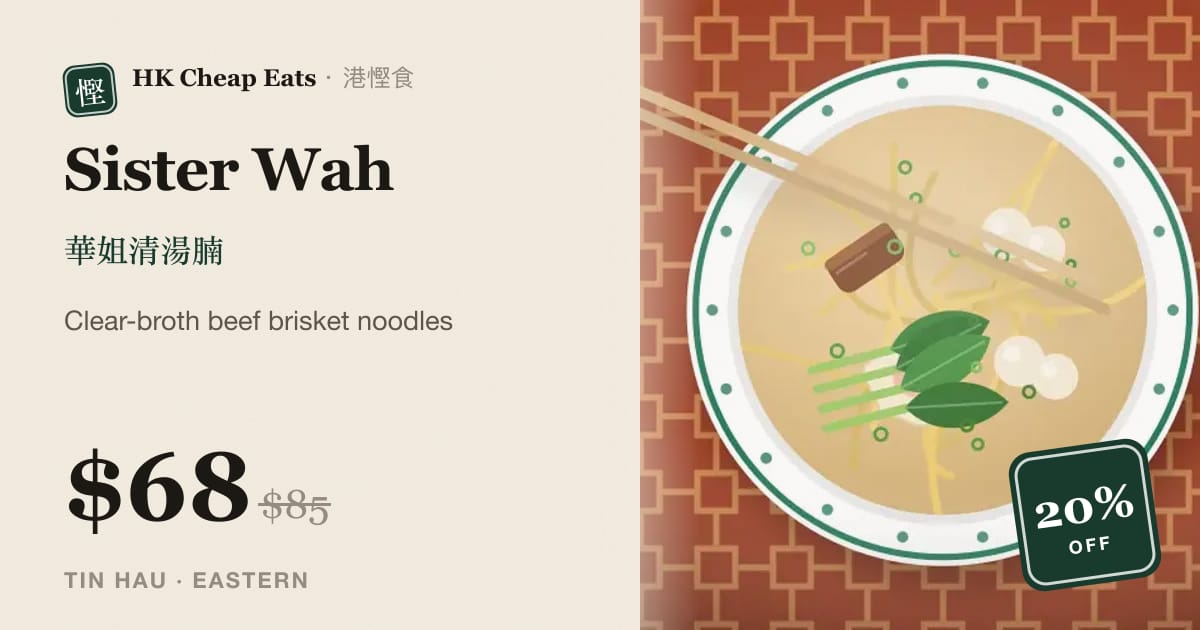 慳
HK Cheap Eats · 港慳食
Sister Wah
華姐清湯腩
Clear-broth beef brisket noodles
$68 $85
TIN HAU · EASTERN
20%
OFF